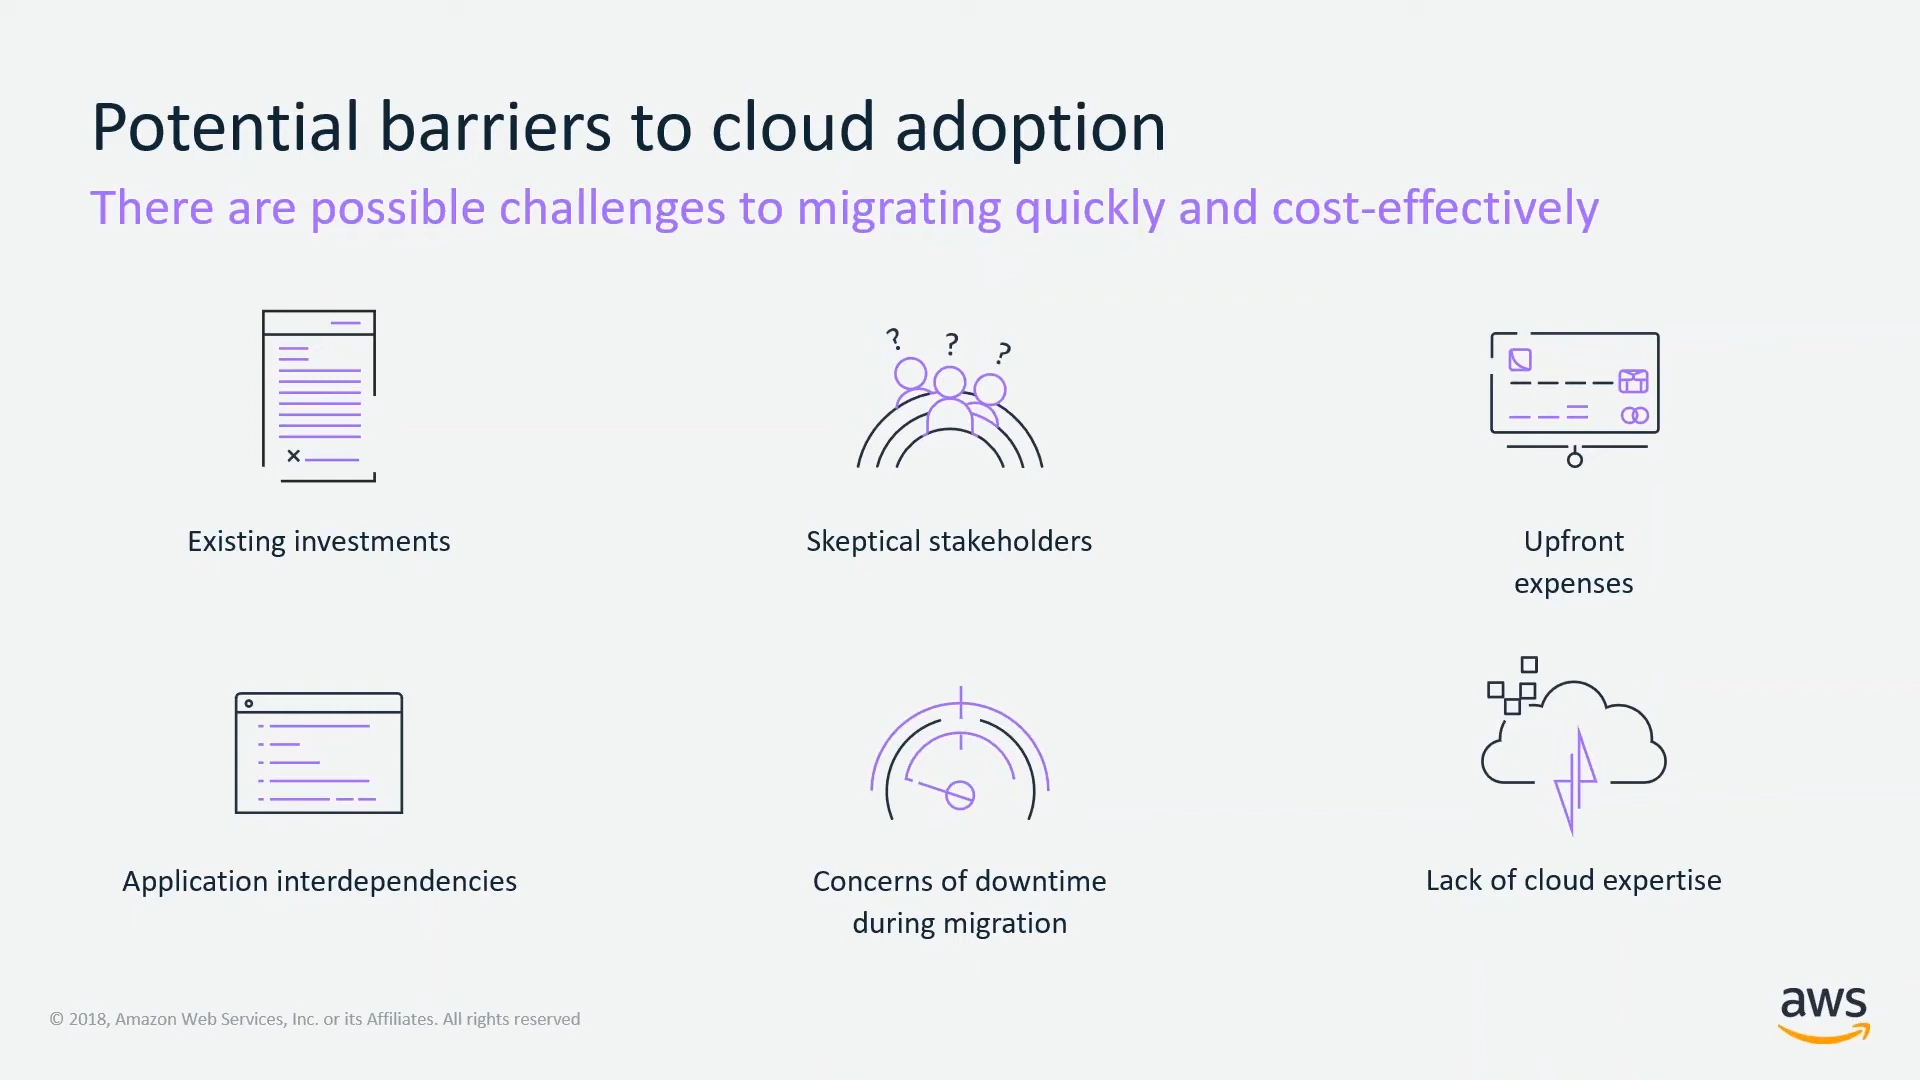 Potential barriers to cloud adoption
There are possible challenges to migrating quickly and cost-effectively
? ? ?
Existing investments
Skeptical stakeholders
Upfront
expenses
Application interdependencies
Concerns of downtime
during migration
Lack of cloud expertise
© 2018, Amazon Web Services, Inc. or its Affiliates. All rights reserved
aws